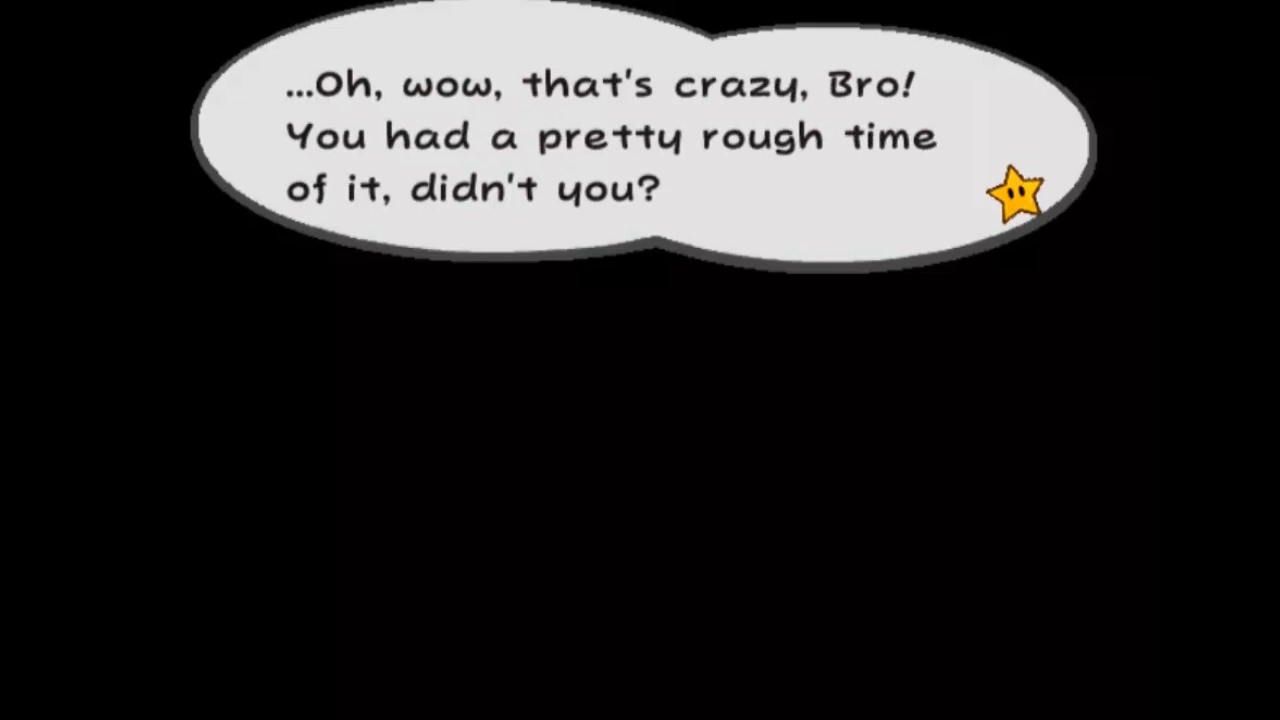 ...Oh, wow, that's crazy, Bro!
You had a pretty rough time
of it, didn't you?